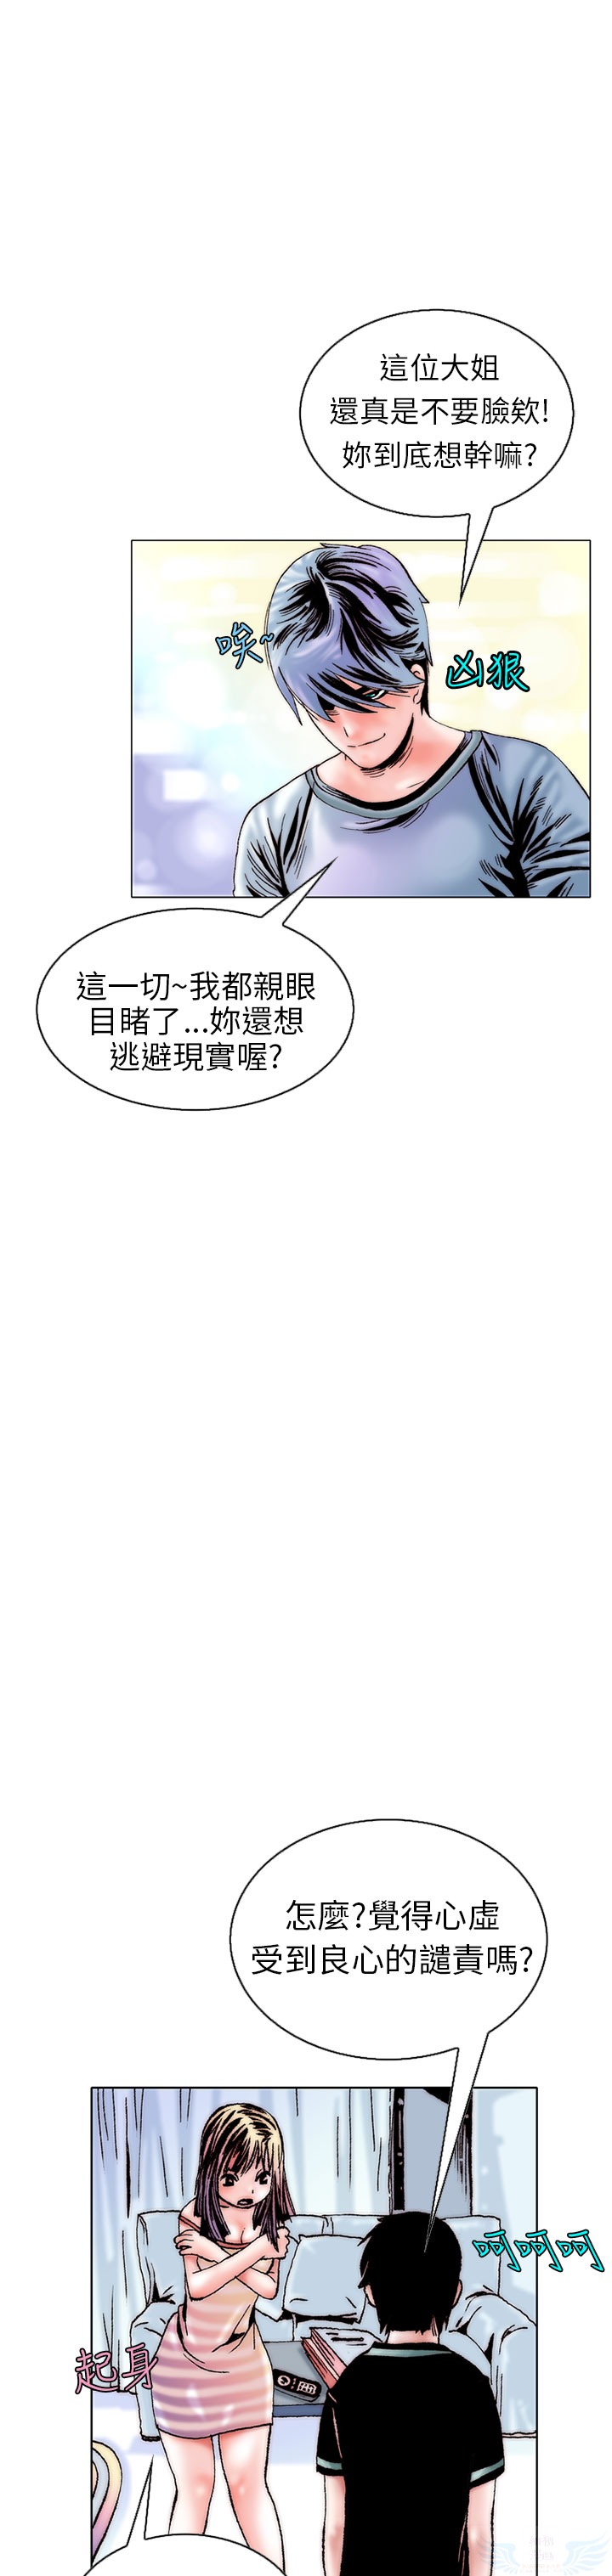 這位大姐
還真是不要臉欸!
妳到底想幹嘛?
唉~
凶狠
這一切~我都親眼
目睹了...妳還想
逃避現實喔?
怎麼?覺得心虛
受到良心的譴責嗎?
呵呵呵
起身